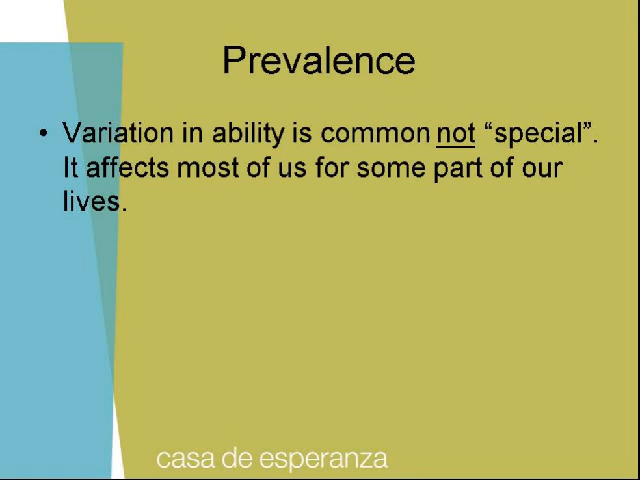 Prevalence
• Variation in ability is common not “special”.
It affects most of us for some part of our
lives.
casa de esperanza